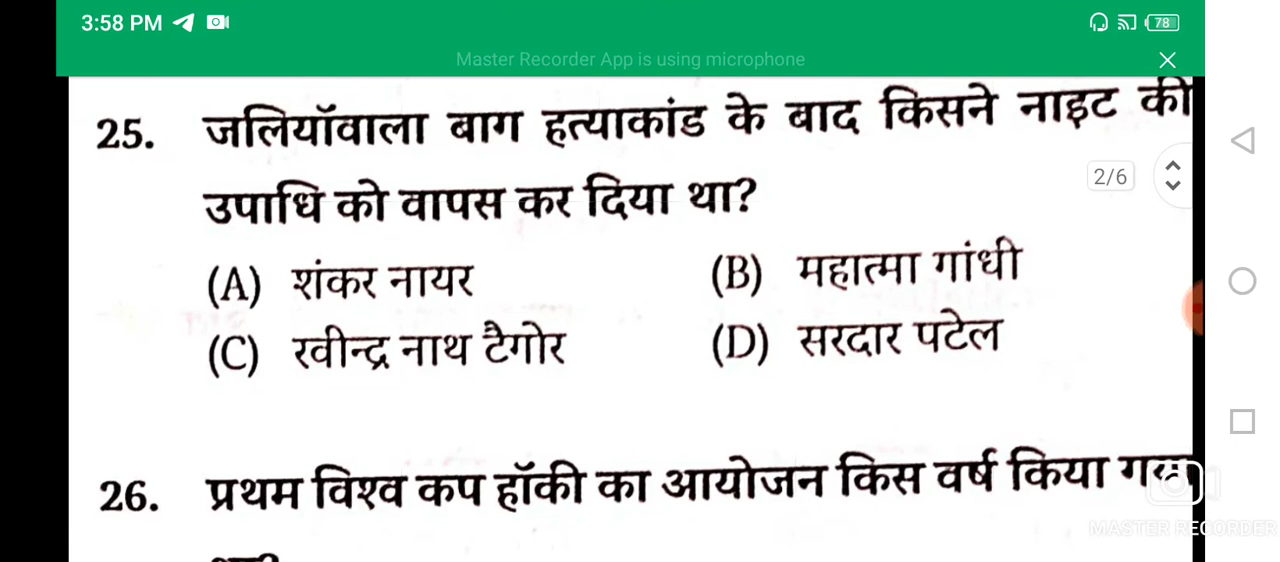 3:58 PM 78
Master Recorder App is using microphone
25. जलियॉवाला बाग हत्याकांड के बाद किसने नाइट की
2/6
उपाधि को वापस कर दिया था?
(A) शंकर नायर (B) महात्मा गांधी
(C) रवीन्द्र नाथ टैगोर (D) सरदार पटेल
26. प्रथम विश्व कप हॉकी का आयोजन किस वर्ष किया गया
MASTER RECORDER